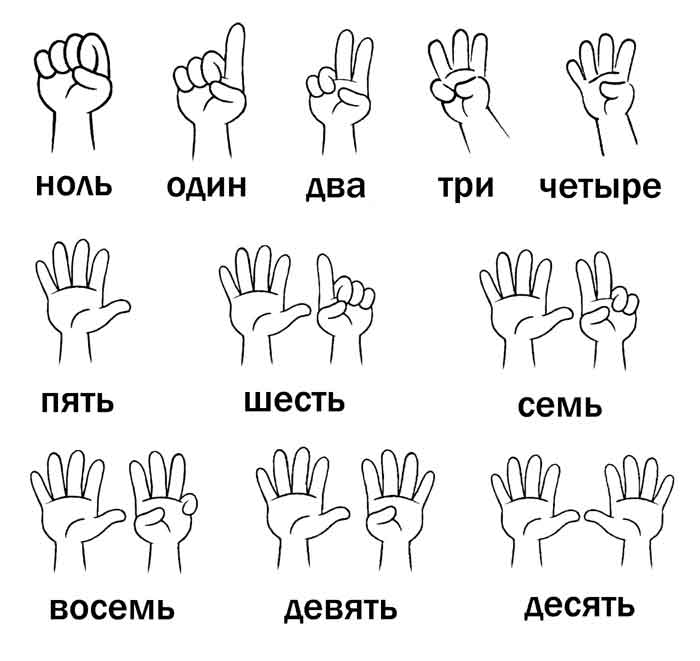 ноль один два три четыре
пять шесть семь
восемь девять десять